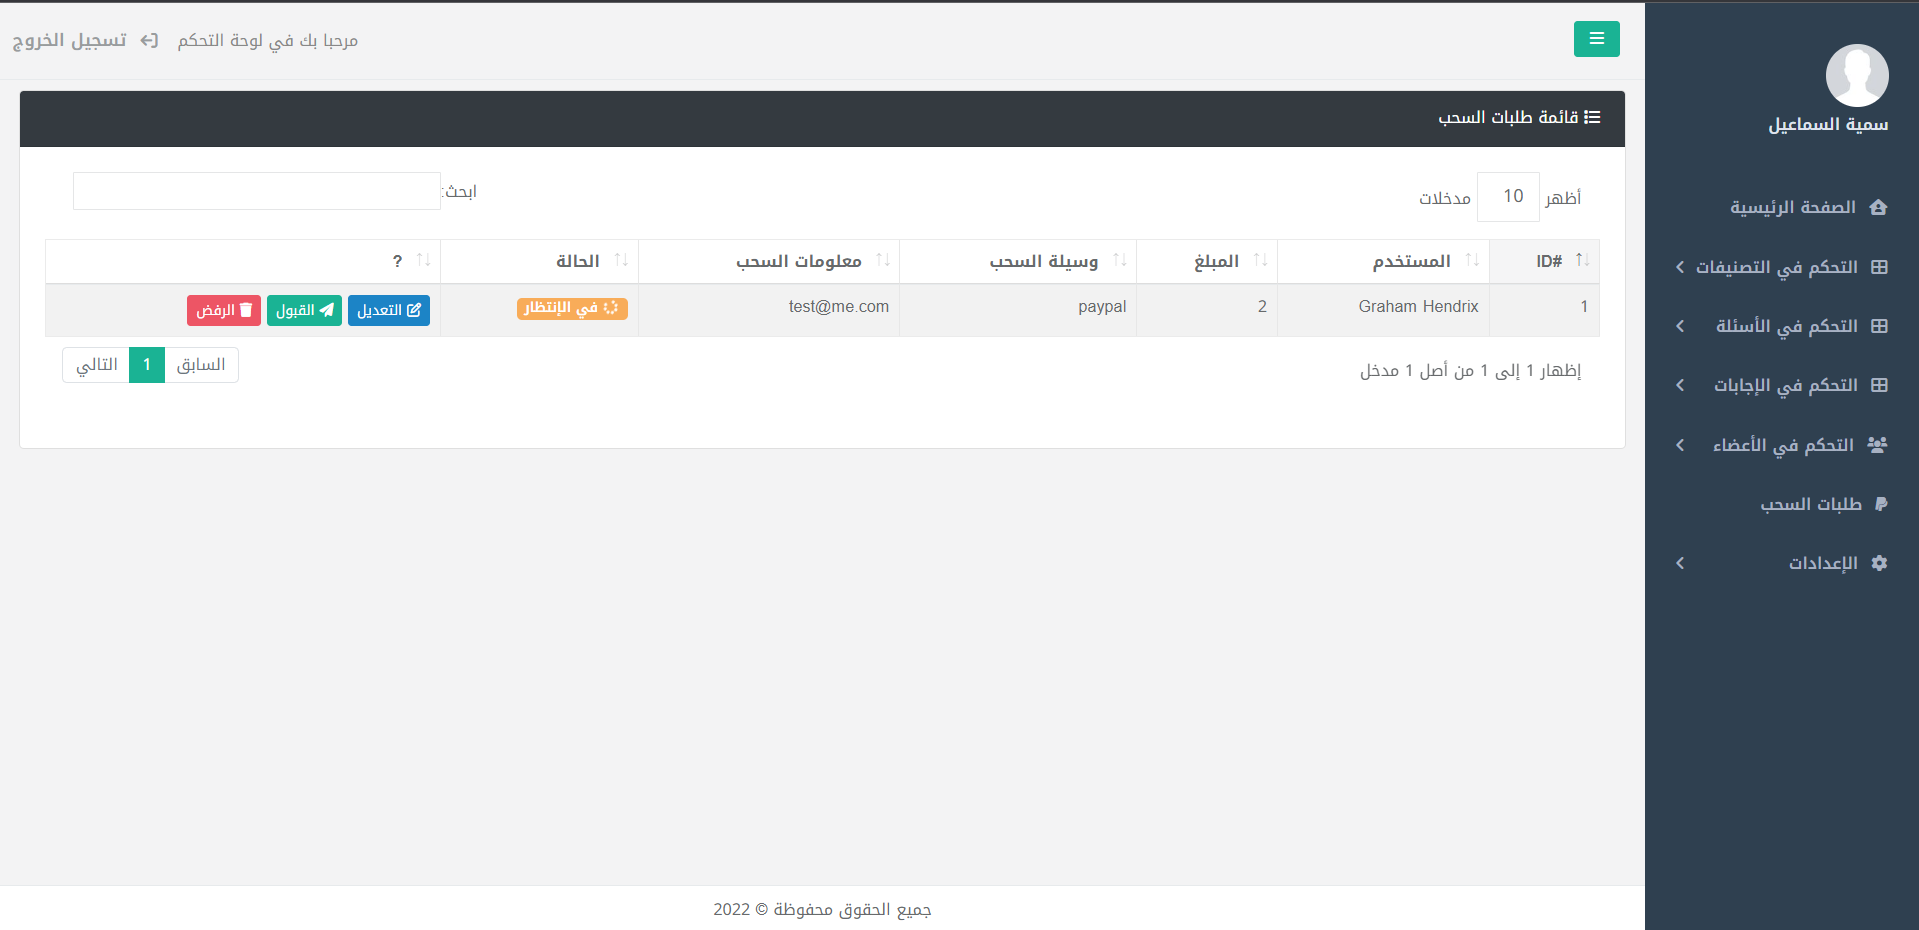 مرحبا بك في لوحة التحكم
تسجيل الخروج
سمية السماعيل
الصفحة الرئيسية
التحكم في التصنيفات
التحكم في الأسئلة
التحكم في الإجابات
التحكم في الأعضاء
طلبات السحب
الإعدادات
قائمة طلبات السحب
أظهر 10 مدخلات
ابحث:
ID# المستخدم المبلغ وسيلة السحب معلومات السحب الحالة ?
1 Graham Hendrix 2 paypal test@me.com في الإنتظار التعديل القبول الرفض
إظهار 1 إلى 1 من أصل 1 مدخل
السابق 1 التالي
جميع الحقوق محفوظة © 2022